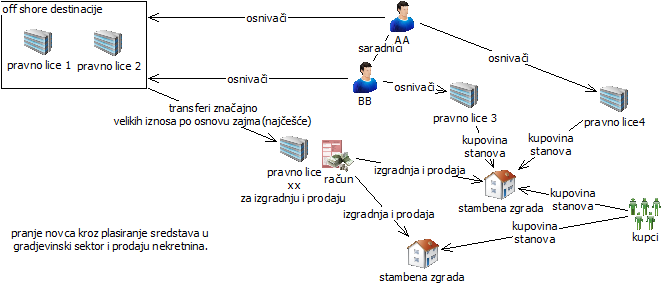 off shore destinacije
osnivači
AA
pravno lice 1
pravno lice 2
saradnici
osnivači
osnivači
BB
osnivači
transferi značajno
velikih iznosa po osnovu zajma (najčešće)
pravno lice 3
pravno lice4
kupovina
stanova
kupovina
stanova
pravno lice
xx
za izgradnju i prodaju
račun
izgradnja i prodaja
stambena zgrada
kupovina
stanova
izgradnja i prodaja
kupovina
stanova
kupci
pranje novca kroz plasiranje sredstava u
gradjevinski sektor i prodaju nekretnina.
stambena zgrada